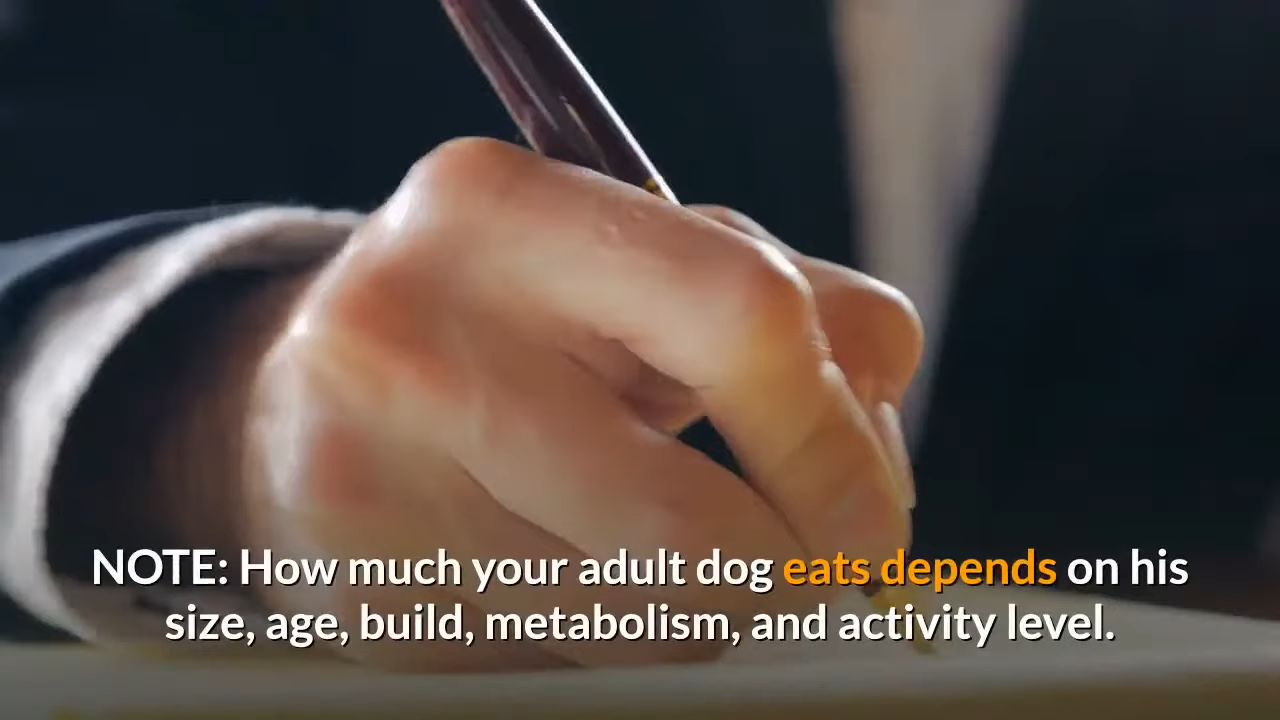 NOTE: How much your adult dog eats depends on his
size, age, build, metabolism, and activity level.